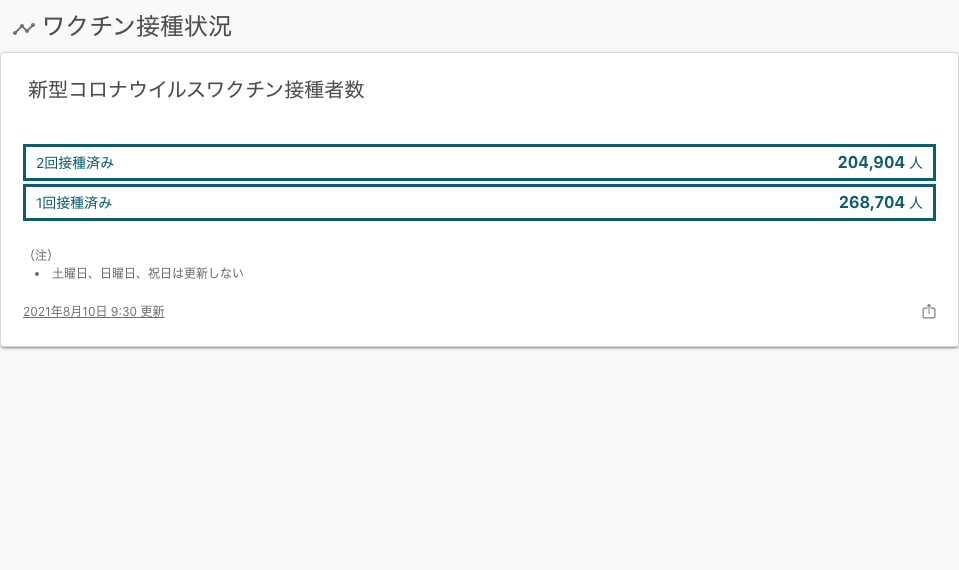 ワクチン接種状況
新型コロナウイルスワクチン接種者数
2回接種済み 204,904 人
1回接種済み 268,704 人
（注）
• 土曜日、日曜日、祝日は更新しない
2021年8月10日 9:30 更新